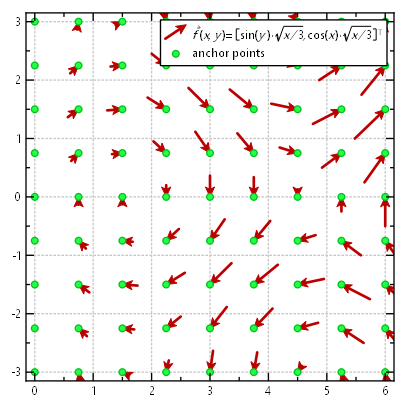 f(x,y)=[sin(y)·√x/3,cos(x)·√x/3]ᵀ
anchor points
3
2
1
0
-1
-2
-3
0 1 2 3 4 5 6